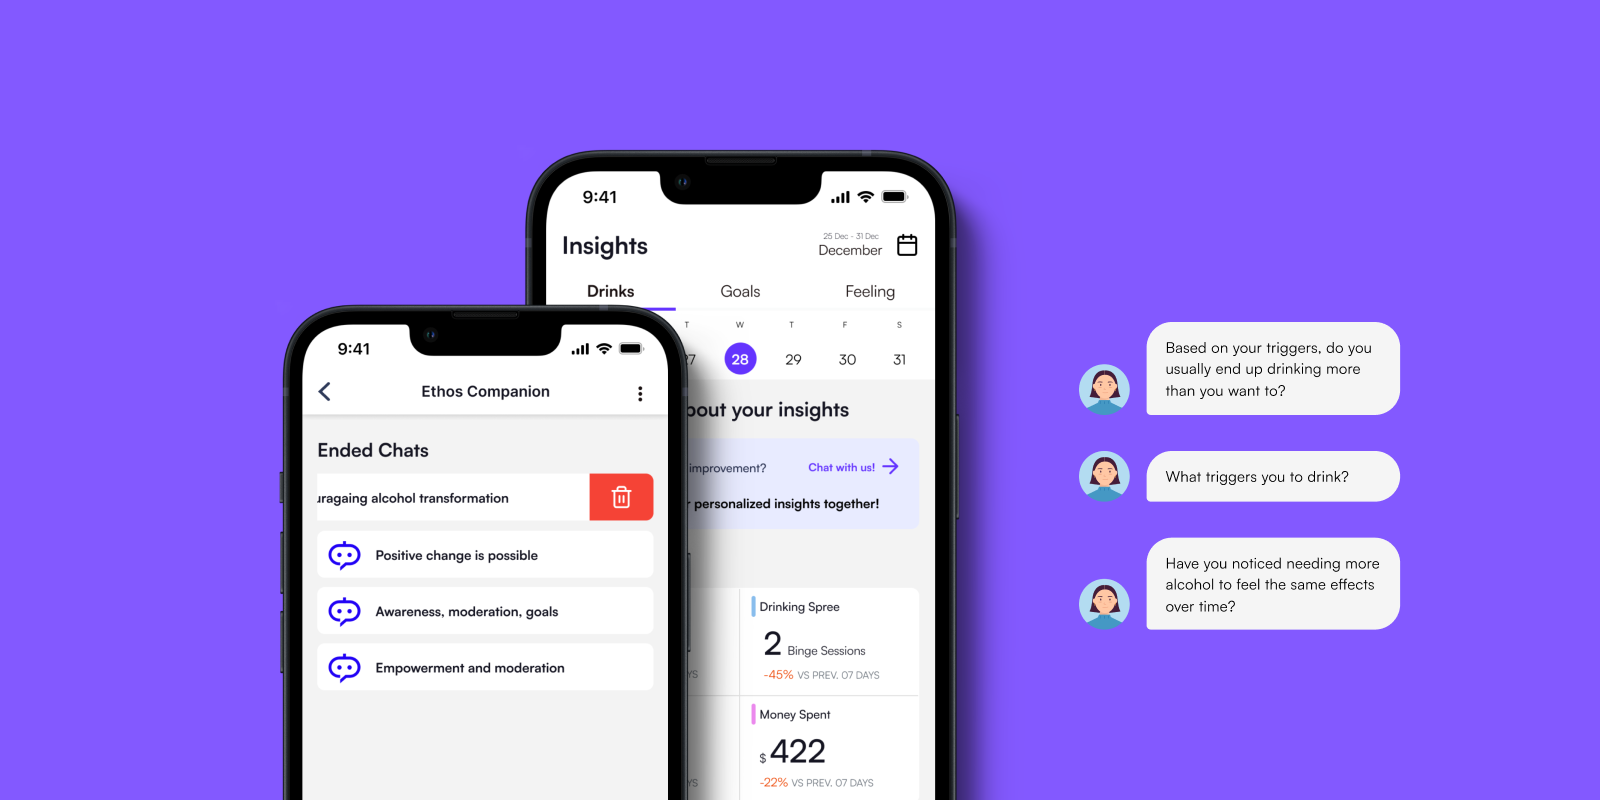 9:41
Insights
25 Dec - 31 Dec
December
Drinks Goals Feeling
T W T F S
28 29 30 31
your insights
improvement? Chat with us!
personalized insights together!
Drinking Spree
2 Binge Sessions
-45% VS PREV. 07 DAYS
Money Spent
$ 422
-22% VS PREV. 07 DAYS
9:41
Ethos Companion
Ended Chats
uragaing alcohol transformation
Positive change is possible
Awareness, moderation, goals
Empowerment and moderation
Based on your triggers, do you
usually end up drinking more
than you want to?
What triggers you to drink?
Have you noticed needing more
alcohol to feel the same effects
over time?